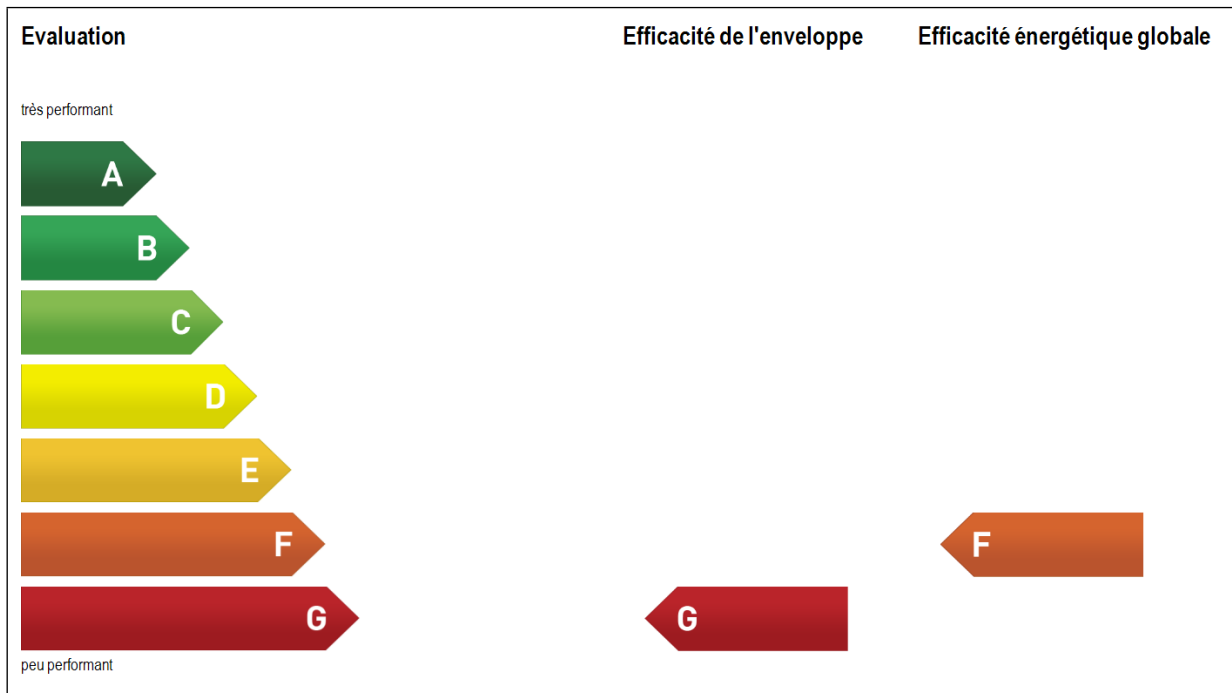 Evaluation Efficacité de l'enveloppe Efficacité énergétique globale
très performant
A
B
C
D
E
F F
G G
peu performant